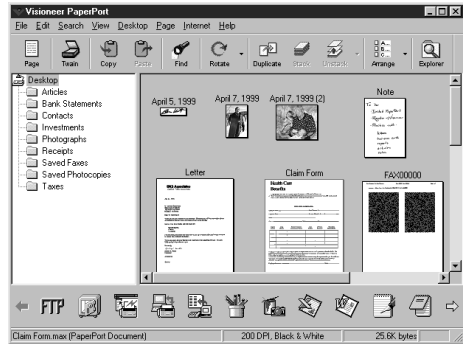 Visioneer PaperPort
File Edit Search View Desktop Page Internet Help
Page Twain Copy Paste Find Rotate Duplicate Stack Unstack Arrange Explorer
Desktop
Articles
Bank Statements
Contacts
Investments
Photographs
Receipts
Saved Faxes
Saved Photocopies
Taxes
April 5, 1999
April 7, 1999
April 7, 1999 (2)
Note
Letter
Claim Form
FAX00000
Health Care
Benefits
FTP
Claim Form.max (PaperPort Document)
200 DPI, Black & White
25.6K bytes